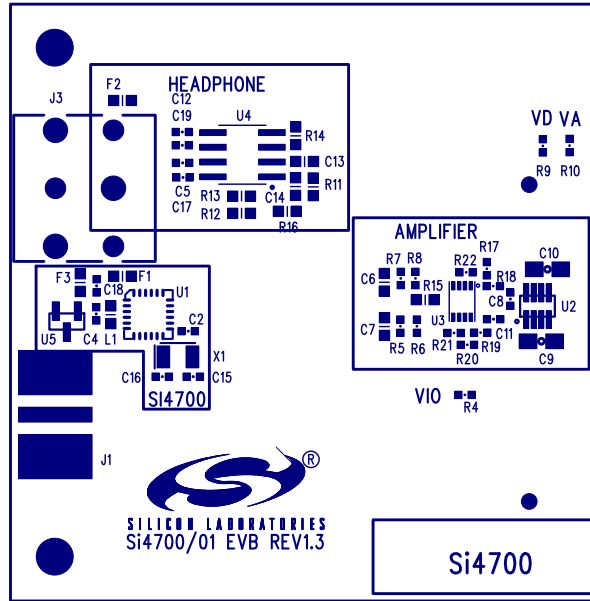 F2
HEADPHONE
C12
J3
C19
U4
VD VA
R14
C13
R9 R10
C5
R13
C14
R11
C17
R12
R16
AMPLIFIER
R17
C10
F3
F1
R7 R8
R22
C6
R18
C18
U1
R15
C8
U2
C7
U3
C2
U5
C4 L1
R5 R6
R21
R19
C11
R20
C9
X1
C16
C15
SI4700
VIO
R4
J1
®
SILICON LABORATORIES
Si4700/01 EVB REV1.3
Si4700